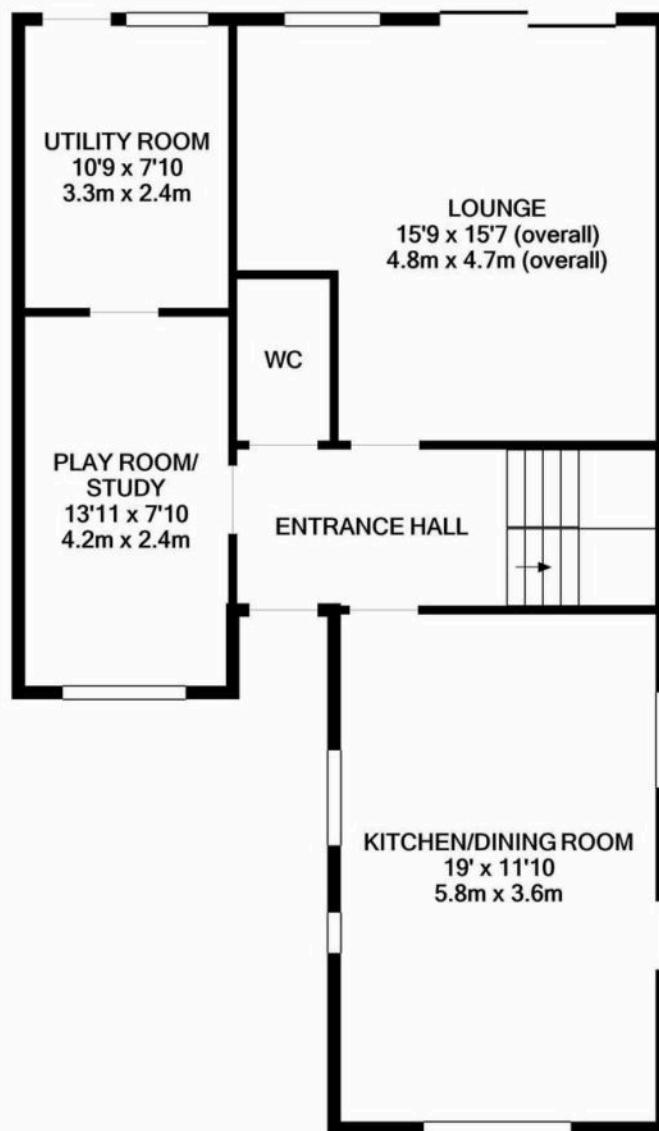 UTILITY ROOM
10'9 x 7'10
3.3m x 2.4m
LOUNGE
15'9 x 15'7 (overall)
4.8m x 4.7m (overall)
WC
PLAY ROOM/
STUDY
13'11 x 7'10
4.2m x 2.4m
ENTRANCE HALL
KITCHEN/DINING ROOM
19' x 11'10
5.8m x 3.6m